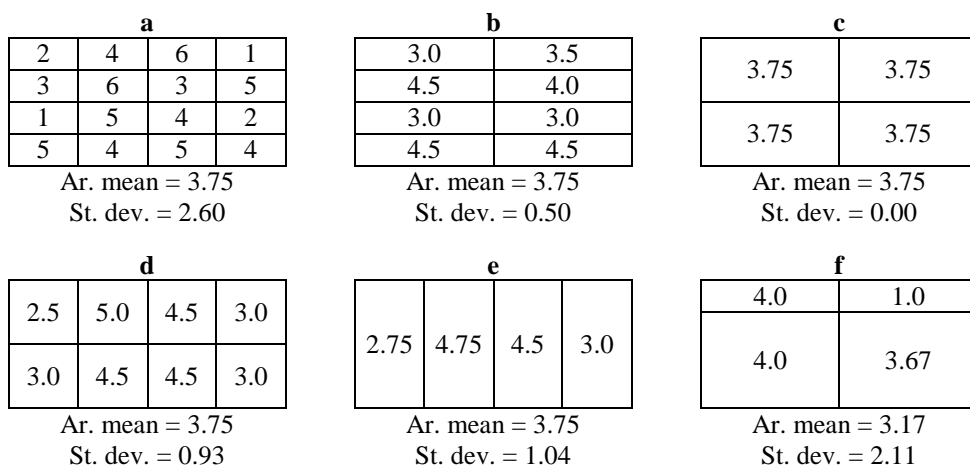 a
2 4 6 1
3 6 3 5
1 5 4 2
5 4 5 4
Ar. mean = 3.75
St. dev. = 2.60
b
3.0 3.5
4.5 4.0
3.0 3.0
4.5 4.5
Ar. mean = 3.75
St. dev. = 0.50
c
3.75 3.75
3.75 3.75
Ar. mean = 3.75
St. dev. = 0.00
d
2.5 5.0 4.5 3.0
3.0 4.5 4.5 3.0
Ar. mean = 3.75
St. dev. = 0.93
e
2.75 4.75 4.5 3.0
Ar. mean = 3.75
St. dev. = 1.04
f
4.0 1.0
4.0 3.67
Ar. mean = 3.17
St. dev. = 2.11